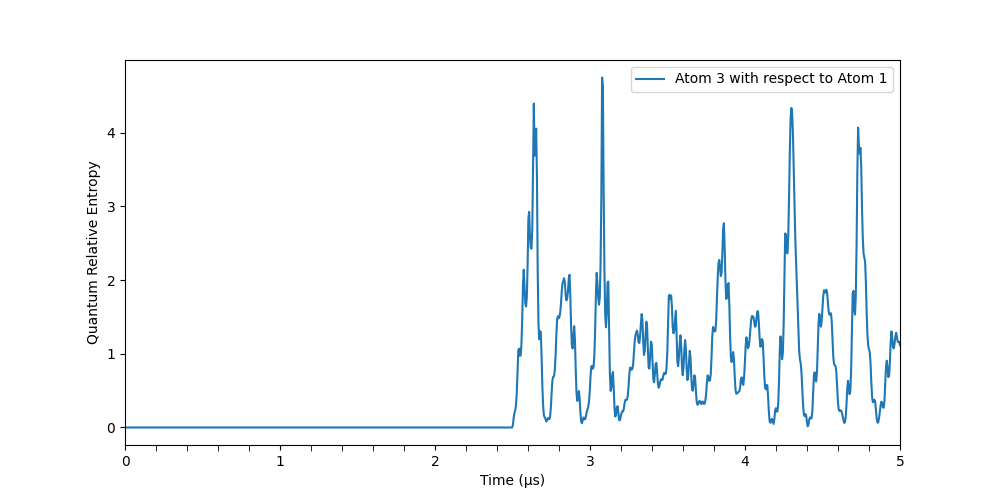 Atom 3 with respect to Atom 1
Quantum Relative Entropy
4
3
2
1
0
0 1 2 3 4 5
Time (μs)